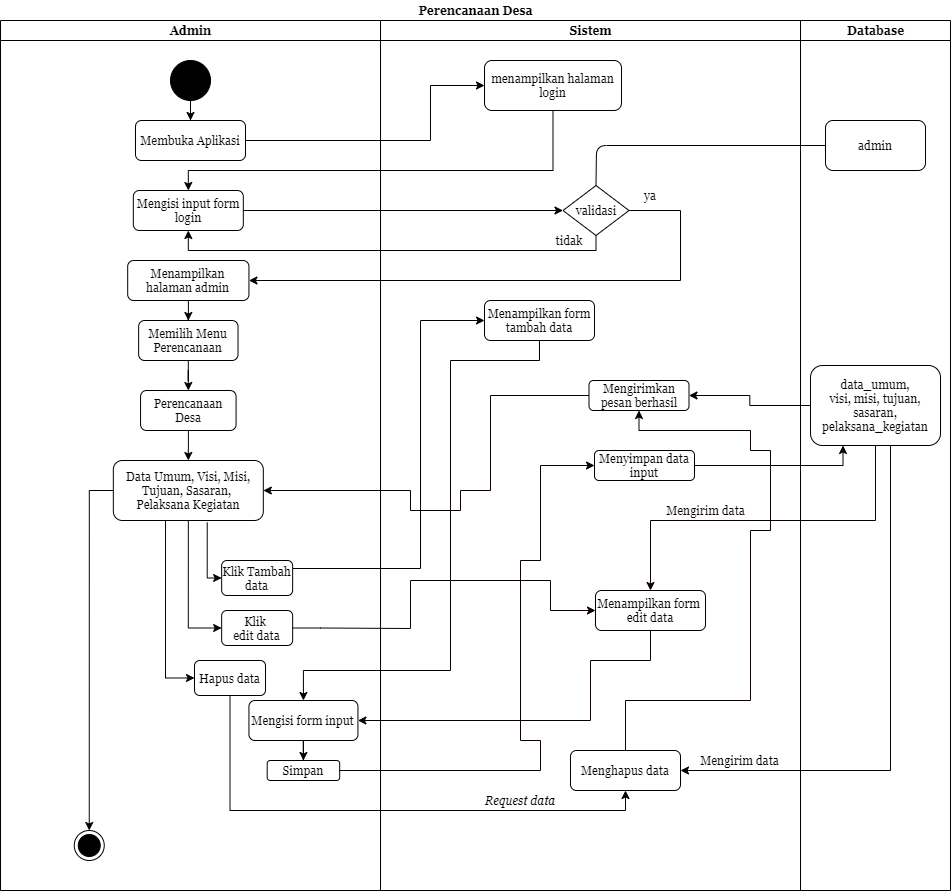 Perencanaan Desa
Admin
Sistem
Database
menampilkan halaman
login
Membuka Aplikasi
admin
Mengisi input form
login
validasi
ya
tidak
Menampilkan
halaman admin
Menampilkan form
tambah data
Memilih Menu
Perencanaan
Mengirimkan
pesan berhasil
data_umum,
visi, misi, tujuan,
sasaran,
pelaksana_kegiatan
Perencanaan
Desa
Menyimpan data
input
Data Umum, Visi, Misi,
Tujuan, Sasaran,
Pelaksana Kegiatan
Mengirim data
Klik Tambah
data
Menampilkan form
edit data
Klik
edit data
Hapus data
Mengisi form input
Simpan
Menghapus data
Mengirim data
Request data